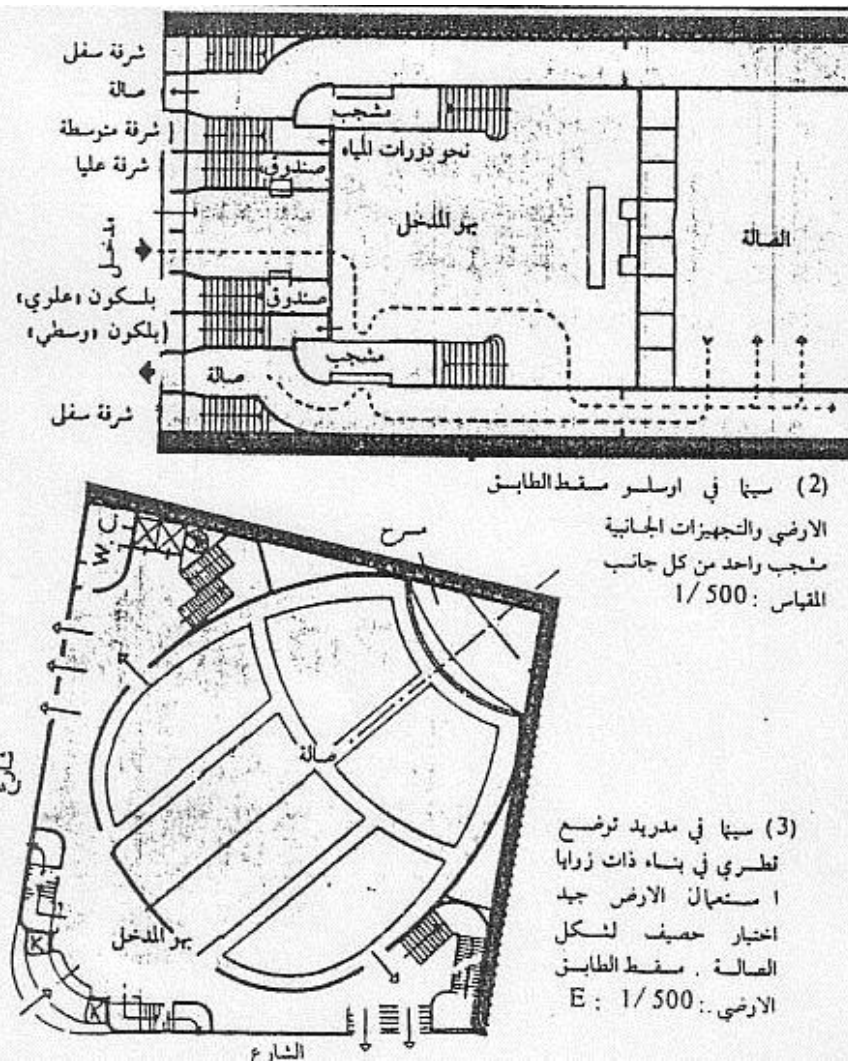 شرفة سفل
صالة
شرفة متوسطة
شرفة عليا
مدخل
بلكون «علوي»
بلكون «وسطي»
صالة
شرفة سفل
مشجب
نحو دورات المياه
صندوق
بهو المدخل
الصالة
صندوق
مشجب
(2) سينما في اوسلو مسقط الطابق
الارضي والتجهيزات الجانبية
مشجب واحد من كل جانب
المقياس : 1/500
مسرح
W C
صالة
شارع
بهو المدخل
K
K
الشارع
(3) سينما في مدريد توضع
قطري في بناء ذات زوايا
استعمال الارض جيد
اختيار حصيف لشكل
الصالة . مسقط الطابق
الارضي : E : 1/500